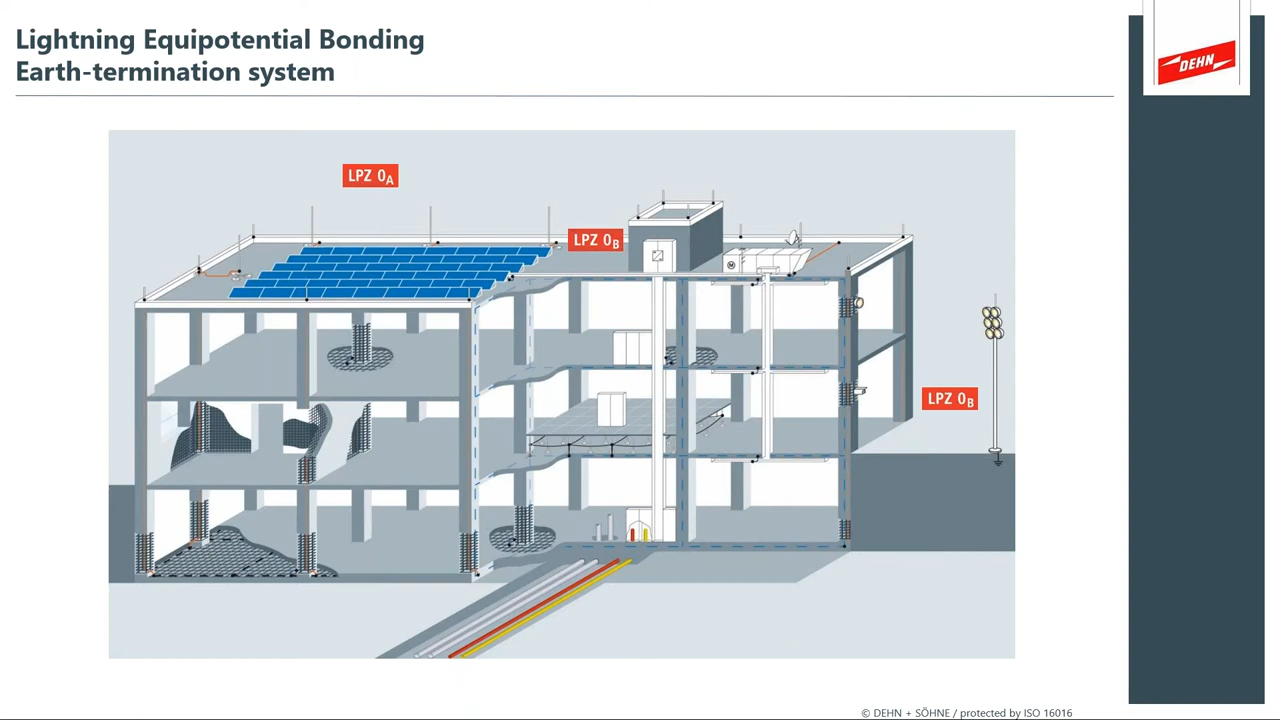 Lightning Equipotential Bonding
Earth-termination system
DEHN
LPZ 0A
LPZ 0B
LPZ 0B
M
© DEHN + SÖHNE / protected by ISO 16016